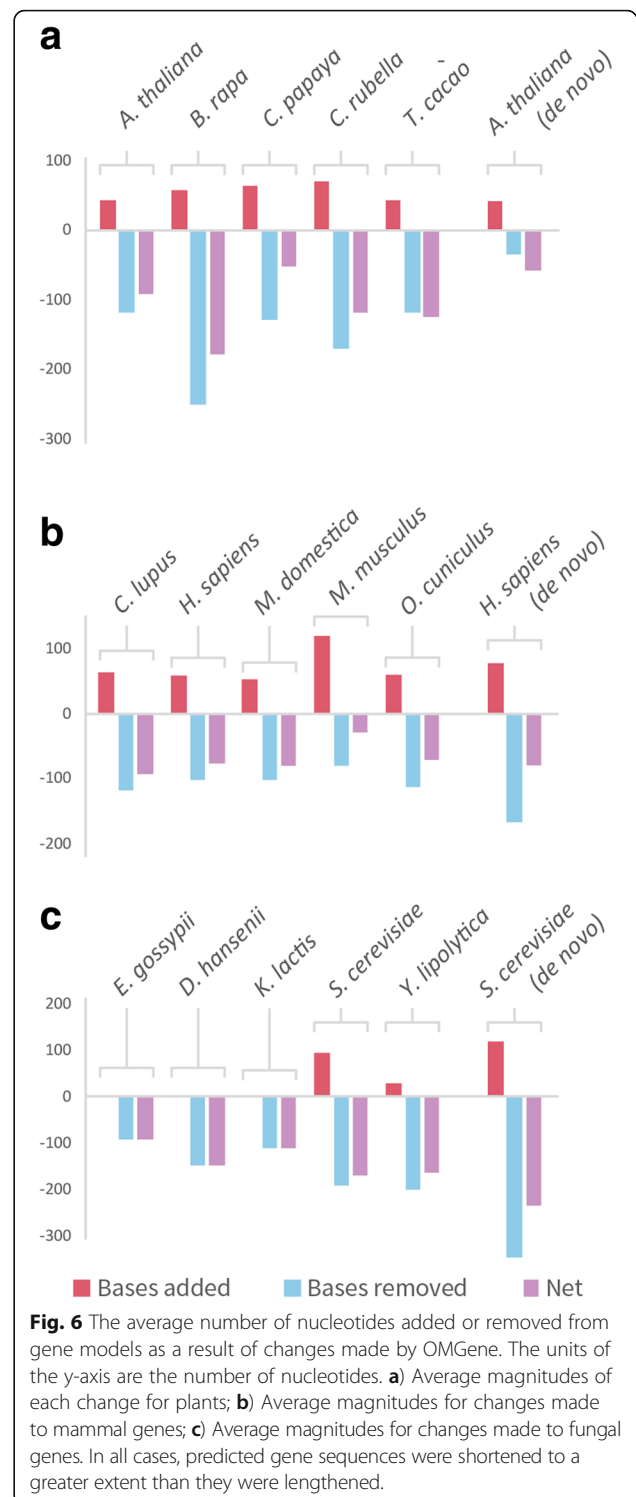 a
A. thaliana
B. rapa
C. papaya
C. rubella
T. cacao`
A. thaliana
(de novo)
100
0
-100
-200
-300
b
C. lupus
H. sapiens
M. domestica
M. musculus
O. cuniculus
H. sapiens
(de novo)
100
0
-100
-200
c
E. gossypii
D. hansenii
K. lactis
S. cerevisiae
Y. lipolytica
S. cerevisiae
(de novo)
200
100
0
-100
-200
-300
Bases added Bases removed Net
Fig. 6 The average number of nucleotides added or removed from
gene models as a result of changes made by OMGene. The units of
the y-axis are the number of nucleotides. a) Average magnitudes of
each change for plants; b) Average magnitudes for changes made
to mammal genes; c) Average magnitudes for changes made to fungal
genes. In all cases, predicted gene sequences were shortened to a
greater extent than they were lengthened.